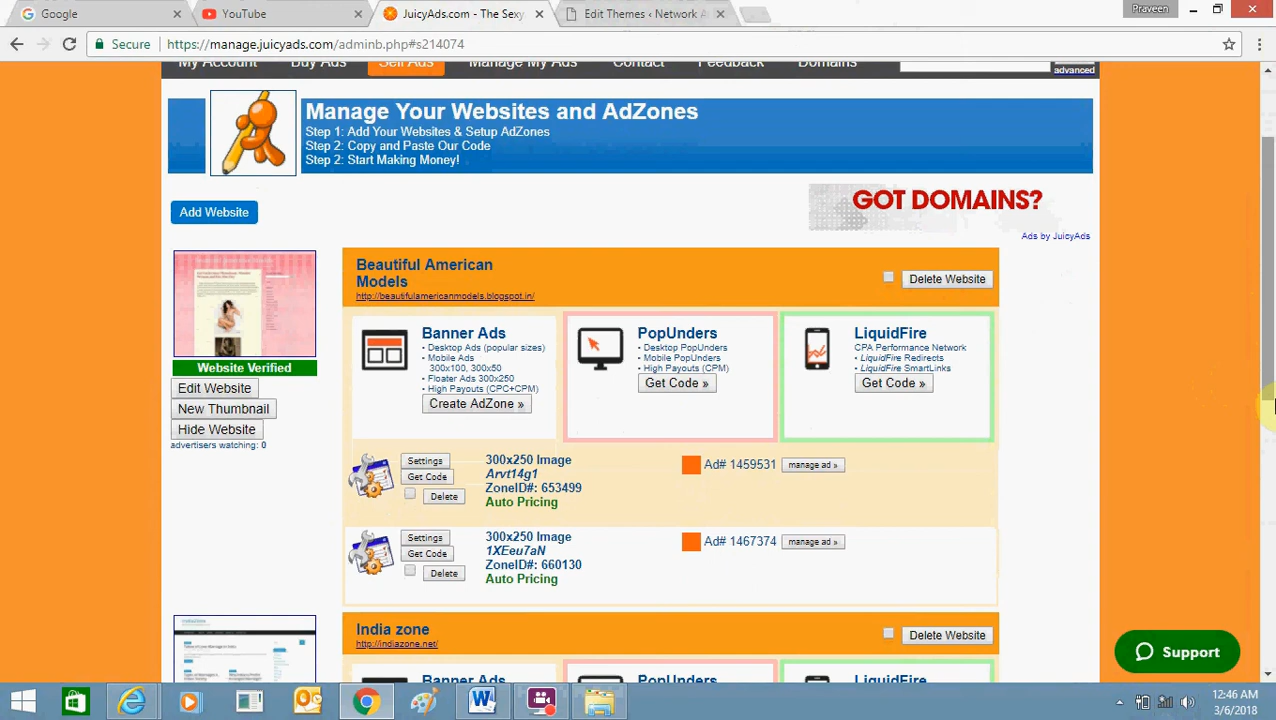 Google
YouTube
JuicyAds.com - The Sexy
Edit Themes ‹ Network A
Praveen
Secure
https://manage.juicyads.com/adminb.php#s214074
My Account
Buy Ads
Sell Ads
Manage My Ads
Contact
Feedback
Domains
advanced
Manage Your Websites and AdZones
Step 1: Add Your Websites & Setup AdZones
Step 2: Copy and Paste Our Code
Step 2: Start Making Money!
Add Website
GOT DOMAINS?
Ads by JuicyAds
Website Verified
Edit Website
New Thumbnail
Hide Website
advertisers watching: 0
Beautiful American
Models
http://beautifulamericanmodels.blogspot.in/
Delete Website
Banner Ads
• Desktop Ads (popular sizes)
• Mobile Ads
300x100, 300x50
• Floater Ads 300x250
• High Payouts (CPC+CPM)
Create AdZone »
PopUnders
• Desktop PopUnders
• Mobile PopUnders
• High Payouts (CPM)
Get Code »
LiquidFire
CPA Performance Network
• LiquidFire Redirects
• LiquidFire SmartLinks
Get Code »
Settings
Get Code
Delete
300x250 Image
Arvt14g1
ZoneID#: 653499
Auto Pricing
Ad# 1459531
manage ad »
Settings
Get Code
Delete
300x250 Image
1XEeu7aN
ZoneID#: 660130
Auto Pricing
Ad# 1467374
manage ad »
India zone
http://indiazone.net/
Delete Website
Banner Ads
PopUnders
LiquidFire
Support
12:46 AM
3/6/2018